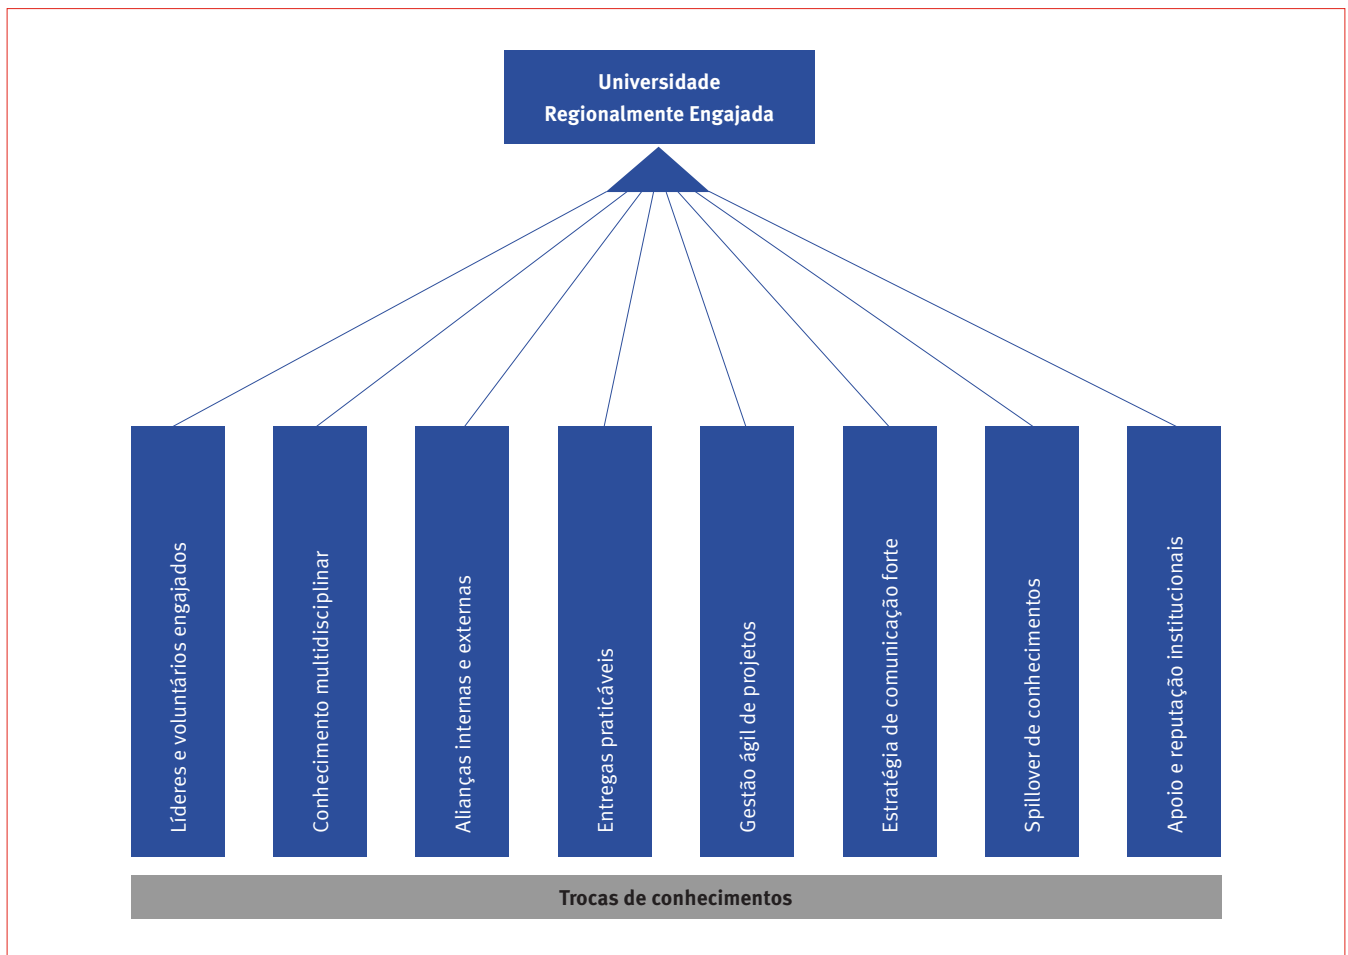 Universidade
Regionalmente Engajada
Líderes e voluntários engajados
Conhecimento multidisciplinar
Alianças internas e externas
Entregas praticáveis
Gestão ágil de projetos
Estratégia de comunicação forte
Spillover de conhecimentos
Apoio e reputação institucionais
Trocas de conhecimentos